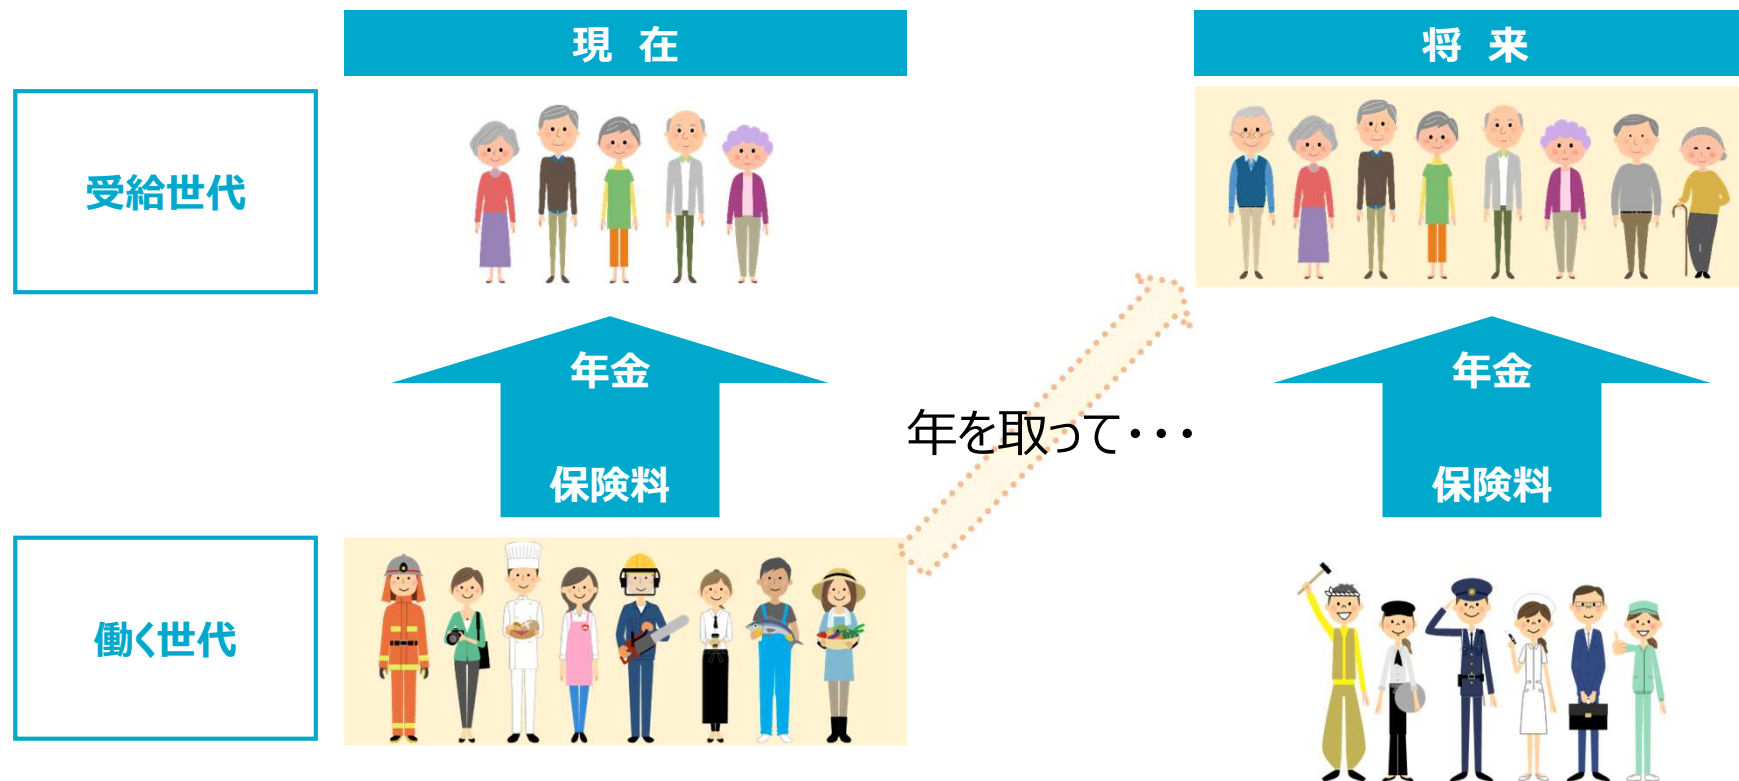 現 在
将 来
受給世代
年金
保険料
年を取って・・・
年金
保険料
働く世代